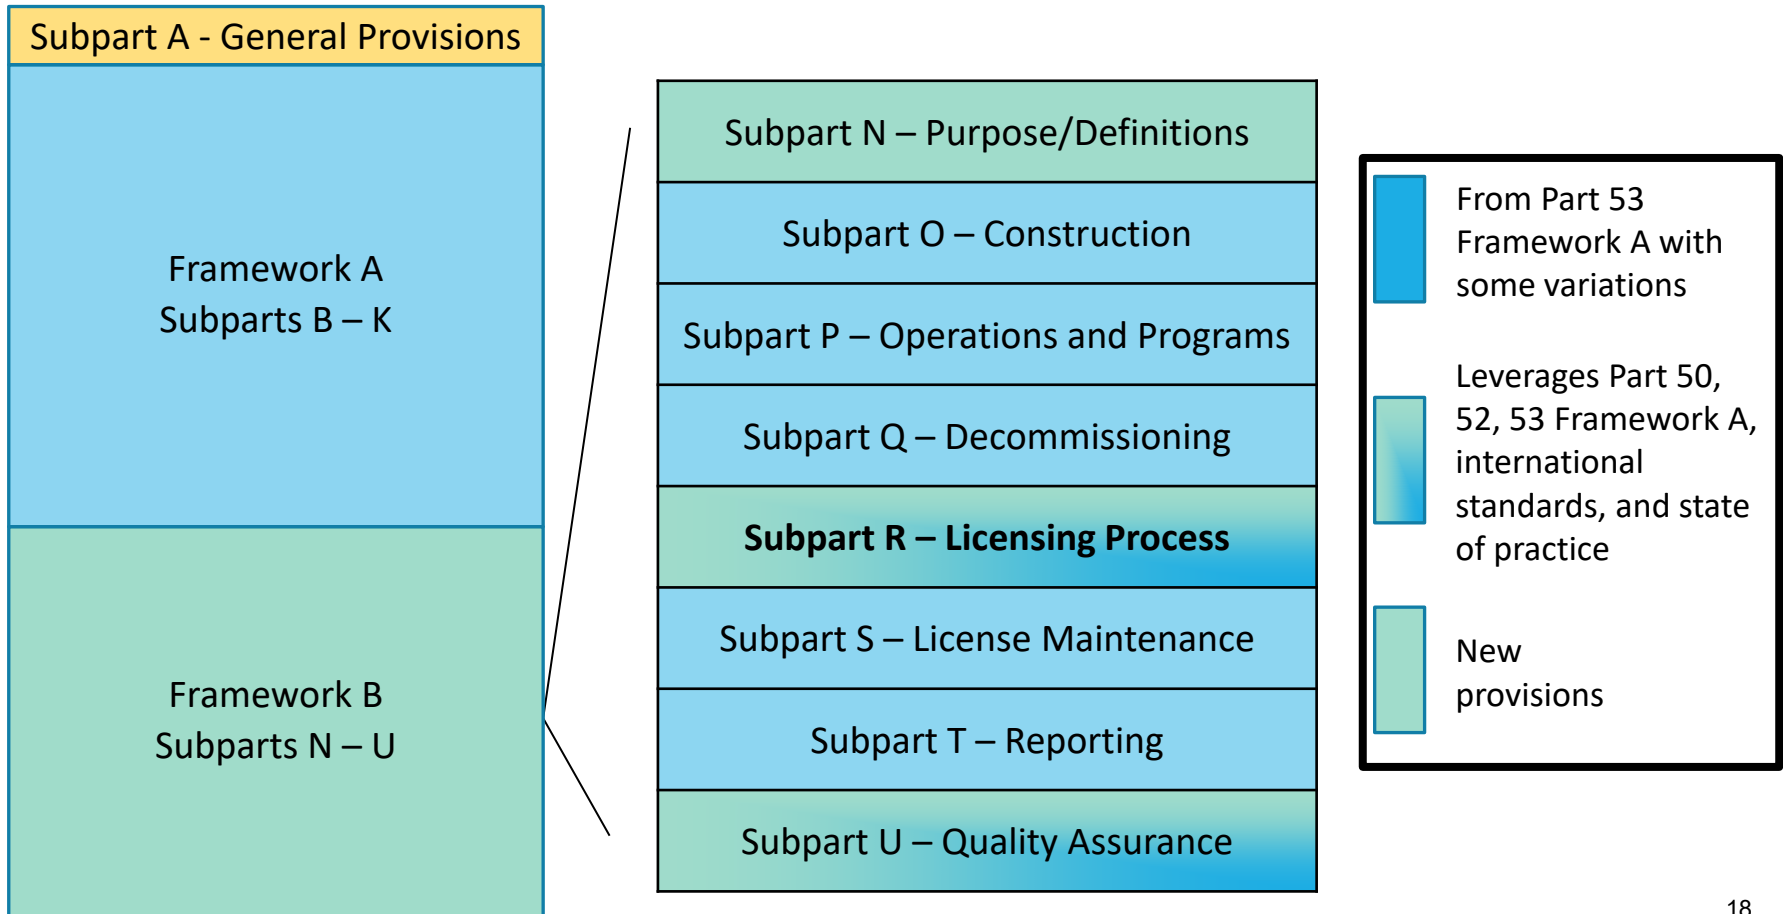 Subpart A - General Provisions
Framework A
Subparts B – K
Framework B
Subparts N – U
Subpart N – Purpose/Definitions
Subpart O – Construction
Subpart P – Operations and Programs
Subpart Q – Decommissioning
Subpart R – Licensing Process
Subpart S – License Maintenance
Subpart T – Reporting
Subpart U – Quality Assurance
From Part 53
Framework A with
some variations
Leverages Part 50,
52, 53 Framework A,
international
standards, and state
of practice
New
provisions
18